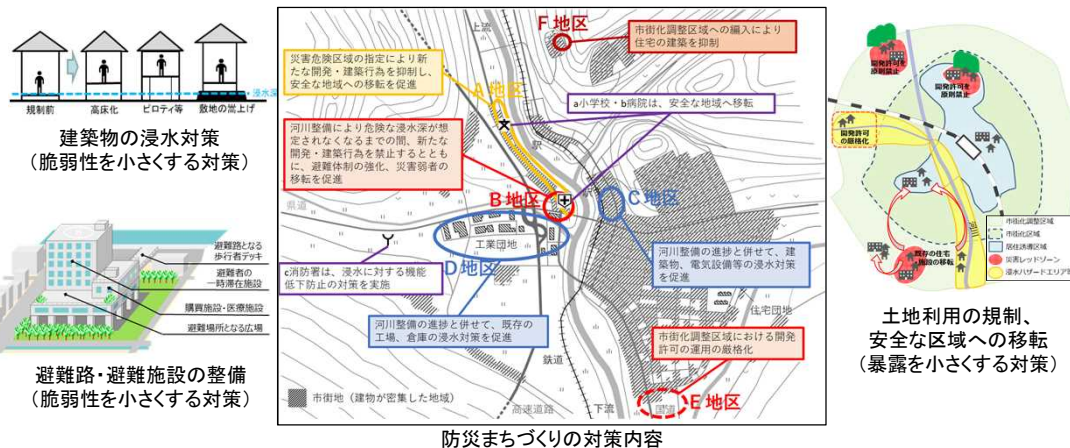 規制前
高床化
ピロティ等
敷地の嵩上げ
浸水深
建築物の浸水対策
(脆弱性を小さくする対策)
避難路となる
歩行者デッキ
避難者の
一時滞在施設
購買施設・医療施設
避難場所となる広場
避難路・避難施設の整備
(脆弱性を小さくする対策)
上流
F地区
市街化調整区域への編入により
住宅の建築を抑制
災害危険区域の指定により新
たな開発・建築行為を抑制し、
安全な地域への移転を促進
A地区
a小学校・b病院は、安全な地域へ移転
河川整備により危険な浸水深が想
定されなくなるまでの間、新たな
開発・建築行為を禁止するととも
に、避難体制の強化、災害弱者の
移転を促進
駅
B地区
C地区
県道
工業団地
D地区
c消防署は、浸水に対する機能
低下防止の対策を実施
河川整備の進捗と併せて、建
築物、電気設備等の浸水対策
を促進
河川整備の進捗と併せて、既存の
工場、倉庫の浸水対策を促進
住宅団地
市街化調整区域における開発
許可の運用の厳格化
鉄道
市街地(建物が密集した地域)
高速道路
下流
国道
E地区
防災まちづくりの対策内容
開発許可を
原則禁止
開発許可を
原則禁止
開発許可
の厳格化
河川
既存の住宅
施設の移転
市街化調整区域
市街化区域
居住誘導区域
災害レッドゾーン
浸水ハザードエリア等
土地利用の規制、
安全な区域への移転
(暴露を小さくする対策)